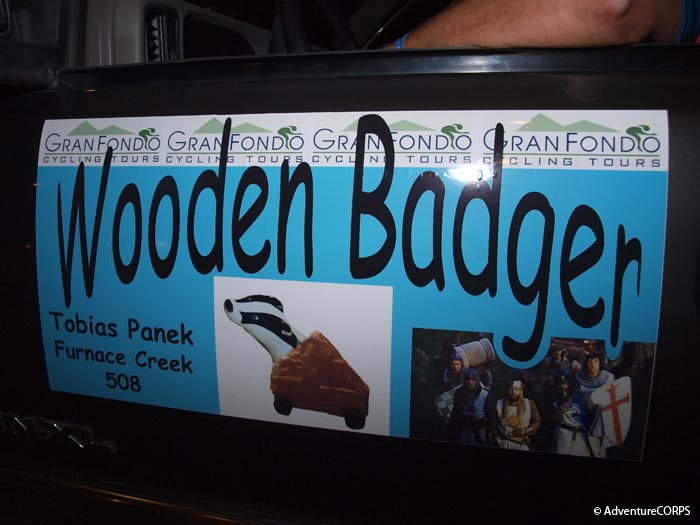 GRANFONDO GRANFONDO GRANFONDO GRANFONDO
CYCLING TOURS CYCLING TOURS CYCLING TOURS CYCLING TOURS
Wooden Badger
Tobias Panek
Furnace Creek
508
XL
© AdventureCORPS